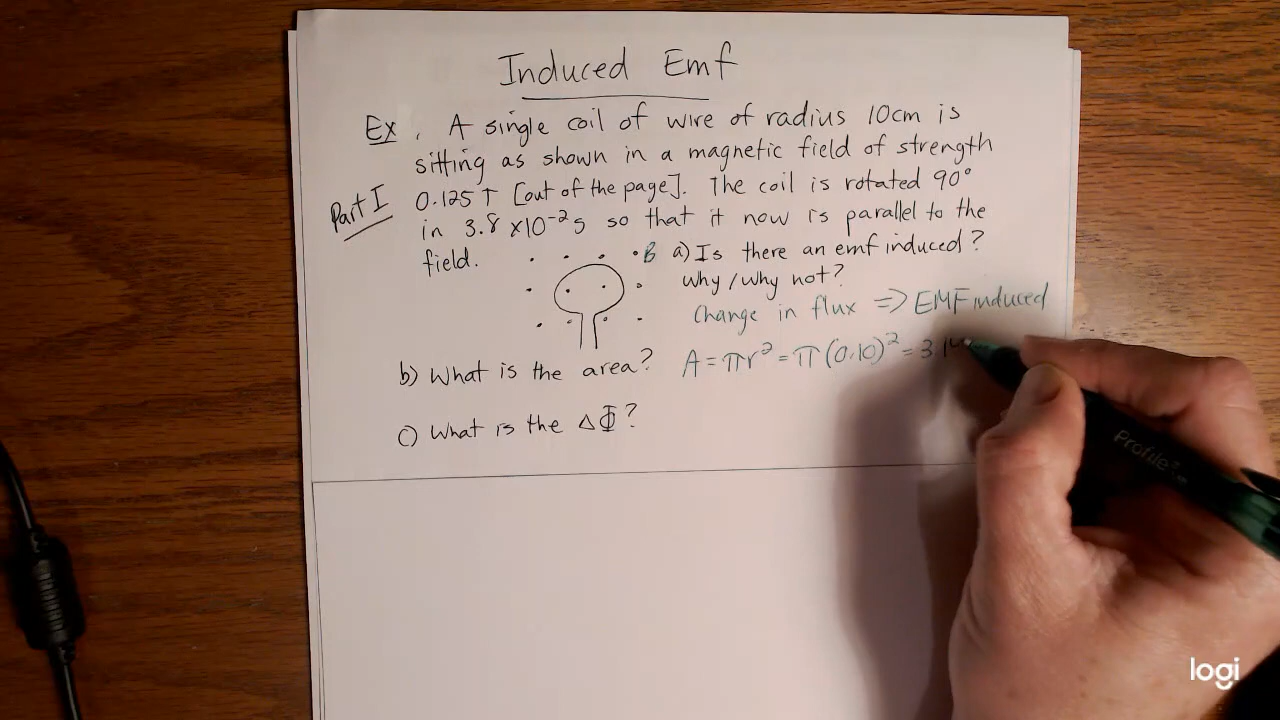 Induced Emf
Ex. A single coil of wire of radius 10cm is
sitting as shown in a magnetic field of strength
Part I 0.125T [out of the page]. The coil is rotated 90°
in 3.8 ×10⁻²s so that it now is parallel to the
field. B a) Is there an emf induced?
Why/Why not?
Change in flux => EMF induced
b) What is the area? A = πr² = π(0.10)² = 3.14
c) What is the ΔΦ?
Profile
logi